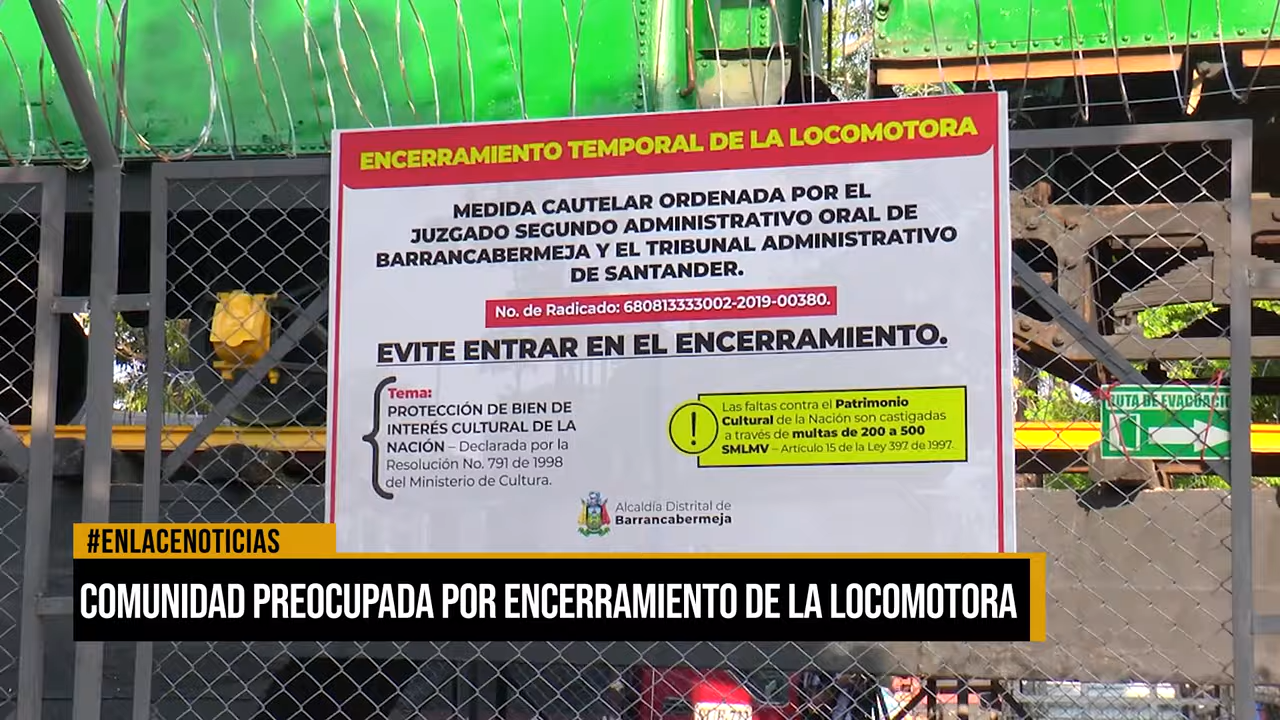 ENCERRAMIENTO TEMPORAL DE LA LOCOMOTORA
MEDIDA CAUTELAR ORDENADA POR EL
JUZGADO SEGUNDO ADMINISTRATIVO ORAL DE
BARRANCABERMEJA Y EL TRIBUNAL ADMINISTRATIVO
DE SANTANDER.
No. de Radicado: 680813333002-2019-00380.
EVITE ENTRAR EN EL ENCERRAMIENTO.
Tema:
PROTECCIÓN DE BIEN DE
INTERÉS CULTURAL DE LA
NACIÓN – Declarada por la
Resolución No. 791 de 1998
del Ministerio de Cultura.
Las faltas contra el Patrimonio
Cultural de la Nación son castigadas
a través de multas de 200 a 500
SMLMV – Artículo 15 de la Ley 397 de 1997.
Alcaldía Distrital de
Barrancabermeja
RUTA DE EVACUACIÓN
#ENLACENOTICIAS
COMUNIDAD PREOCUPADA POR ENCERRAMIENTO DE LA LOCOMOTORA